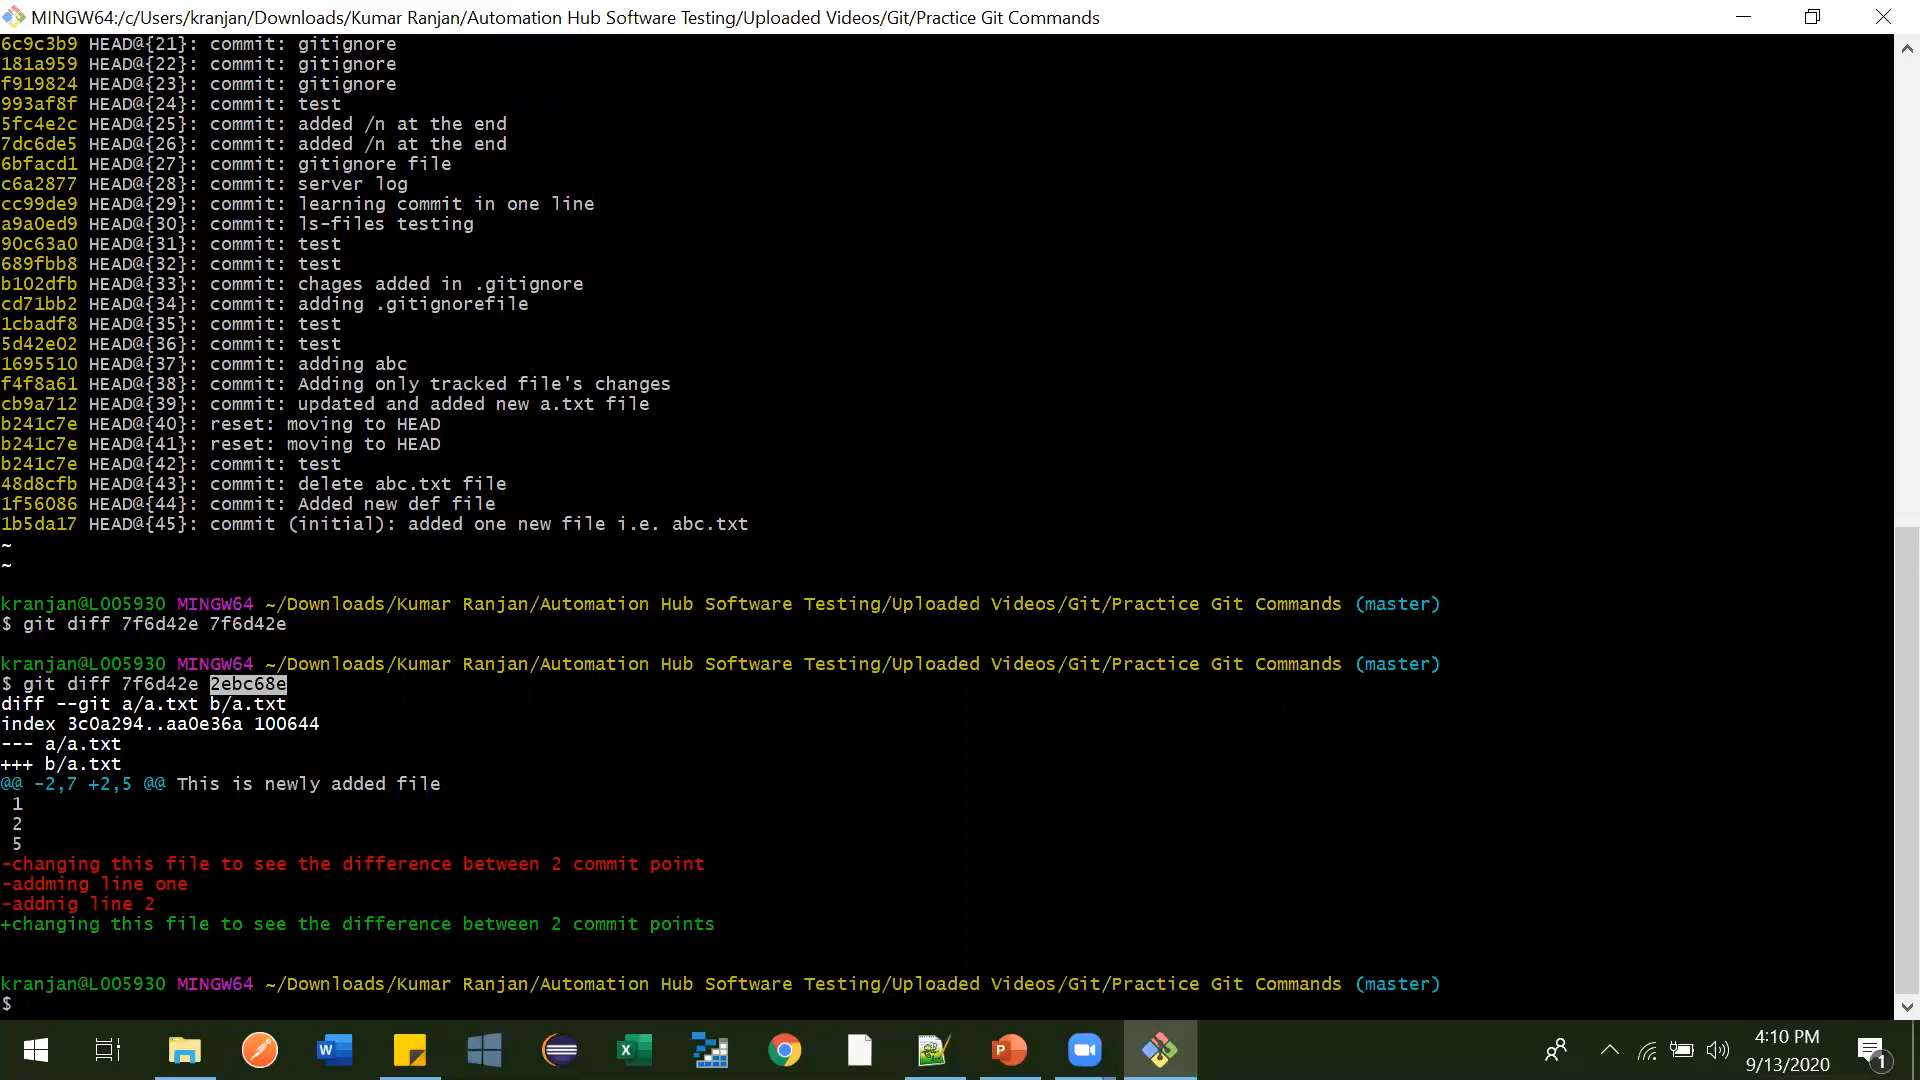 MINGW64:/c/Users/kranjan/Downloads/Kumar Ranjan/Automation Hub Software Testing/Uploaded Videos/Git/Practice Git Commands
6c9c3b9 HEAD@{21}: commit: gitignore
181a959 HEAD@{22}: commit: gitignore
f919824 HEAD@{23}: commit: gitignore
993af8f HEAD@{24}: commit: test
5fc4e2c HEAD@{25}: commit: added /n at the end
7dc6de5 HEAD@{26}: commit: added /n at the end
6bfacd1 HEAD@{27}: commit: gitignore file
c6a2877 HEAD@{28}: commit: server log
cc99de9 HEAD@{29}: commit: learning commit in one line
a9a0ed9 HEAD@{30}: commit: ls-files testing
90c63a0 HEAD@{31}: commit: test
689fbb8 HEAD@{32}: commit: test
b102dfb HEAD@{33}: commit: chages added in .gitignore
cd71bb2 HEAD@{34}: commit: adding .gitignorefile
1cbadf8 HEAD@{35}: commit: test
5d42e02 HEAD@{36}: commit: test
1695510 HEAD@{37}: commit: adding abc
f4f8a61 HEAD@{38}: commit: Adding only tracked file's changes
cb9a712 HEAD@{39}: commit: updated and added new a.txt file
b241c7e HEAD@{40}: reset: moving to HEAD
b241c7e HEAD@{41}: reset: moving to HEAD
b241c7e HEAD@{42}: commit: test
48d8cfb HEAD@{43}: commit: delete abc.txt file
1f56086 HEAD@{44}: commit: Added new def file
1b5da17 HEAD@{45}: commit (initial): added one new file i.e. abc.txt
~
~
kranjan@LOO5930 MINGW64 ~/Downloads/Kumar Ranjan/Automation Hub Software Testing/Uploaded Videos/Git/Practice Git Commands (master)
$ git diff 7f6d42e 7f6d42e
kranjan@LOO5930 MINGW64 ~/Downloads/Kumar Ranjan/Automation Hub Software Testing/Uploaded Videos/Git/Practice Git Commands (master)
$ git diff 7f6d42e 2ebc68e
diff --git a/a.txt b/a.txt
index 3c0a294..aa0e36a 100644
--- a/a.txt
+++ b/a.txt
@@ -2,7 +2,5 @@ This is newly added file
1
2
5
-changing this file to see the difference between 2 commit point
-addming line one
-addnig line 2
+changing this file to see the difference between 2 commit points
kranjan@LOO5930 MINGW64 ~/Downloads/Kumar Ranjan/Automation Hub Software Testing/Uploaded Videos/Git/Practice Git Commands (master)
$
4:10 PM
9/13/2020
1